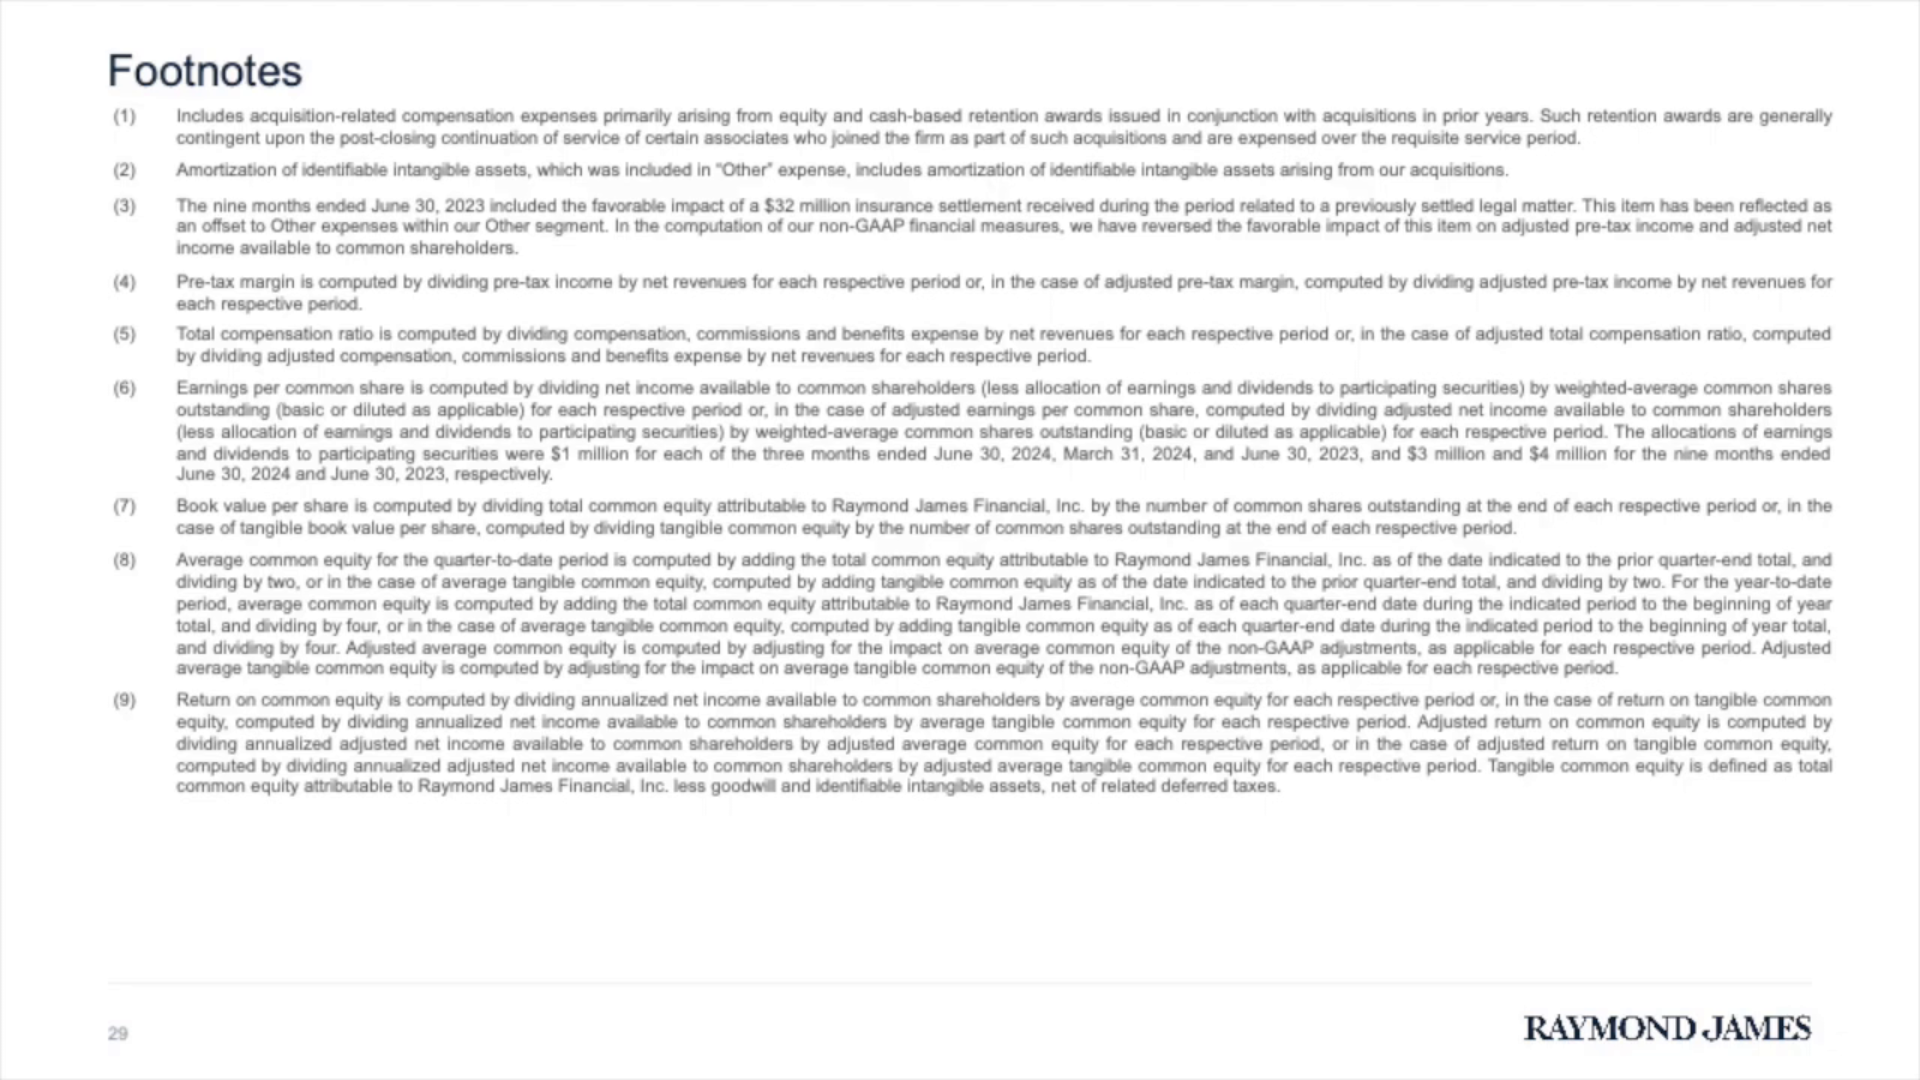 Footnotes
(1) Includes acquisition-related compensation expenses primarily arising from equity and cash-based retention awards issued in conjunction with acquisitions in prior years. Such retention awards are generally
contingent upon the post-closing continuation of service of certain associates who joined the firm as part of such acquisitions and are expensed over the requisite service period.
(2) Amortization of identifiable intangible assets, which was included in "Other" expense, includes amortization of identifiable intangible assets arising from our acquisitions.
(3) The nine months ended June 30, 2023 included the favorable impact of a $32 million insurance settlement received during the period related to a previously settled legal matter. This item has been reflected as
an offset to Other expenses within our Other segment. In the computation of our non-GAAP financial measures, we have reversed the favorable impact of this item on adjusted pre-tax income and adjusted net
income available to common shareholders.
(4) Pre-tax margin is computed by dividing pre-tax income by net revenues for each respective period or, in the case of adjusted pre-tax margin, computed by dividing adjusted pre-tax income by net revenues for
each respective period.
(5) Total compensation ratio is computed by dividing compensation, commissions and benefits expense by net revenues for each respective period or, in the case of adjusted total compensation ratio, computed
by dividing adjusted compensation, commissions and benefits expense by net revenues for each respective period.
(6) Earnings per common share is computed by dividing net income available to common shareholders (less allocation of earnings and dividends to participating securities) by weighted-average common shares
outstanding (basic or diluted as applicable) for each respective period or, in the case of adjusted earnings per common share, computed by dividing adjusted net income available to common shareholders
(less allocation of earnings and dividends to participating securities) by weighted-average common shares outstanding (basic or diluted as applicable) for each respective period. The allocations of earnings
and dividends to participating securities were $1 million for each of the three months ended June 30, 2024, March 31, 2024, and June 30, 2023, and $3 million and $4 million for the nine months ended
June 30, 2024 and June 30, 2023, respectively.
(7) Book value per share is computed by dividing total common equity attributable to Raymond James Financial, Inc. by the number of common shares outstanding at the end of each respective period or, in the
case of tangible book value per share, computed by dividing tangible common equity by the number of common shares outstanding at the end of each respective period.
(8) Average common equity for the quarter-to-date period is computed by adding the total common equity attributable to Raymond James Financial, Inc. as of the date indicated to the prior quarter-end total, and
dividing by two, or in the case of average tangible common equity, computed by adding tangible common equity as of the date indicated to the prior quarter-end total, and dividing by two. For the year-to-date
period, average common equity is computed by adding the total common equity attributable to Raymond James Financial, Inc. as of each quarter-end date during the indicated period to the beginning of year
total, and dividing by four, or in the case of average tangible common equity, computed by adding tangible common equity as of each quarter-end date during the indicated period to the beginning of year total,
and dividing by four. Adjusted average common equity is computed by adjusting for the impact on average common equity of the non-GAAP adjustments, as applicable for each respective period. Adjusted
average tangible common equity is computed by adjusting for the impact on average tangible common equity of the non-GAAP adjustments, as applicable for each respective period.
(9) Return on common equity is computed by dividing annualized net income available to common shareholders by average common equity for each respective period or, in the case of return on tangible common
equity, computed by dividing annualized net income available to common shareholders by average tangible common equity for each respective period. Adjusted return on common equity is computed by
dividing annualized adjusted net income available to common shareholders by adjusted average common equity for each respective period, or in the case of adjusted return on tangible common equity,
computed by dividing annualized adjusted net income available to common shareholders by adjusted average tangible common equity for each respective period. Tangible common equity is defined as total
common equity attributable to Raymond James Financial, Inc. less goodwill and identifiable intangible assets, net of related deferred taxes.
29
RAYMOND JAMES